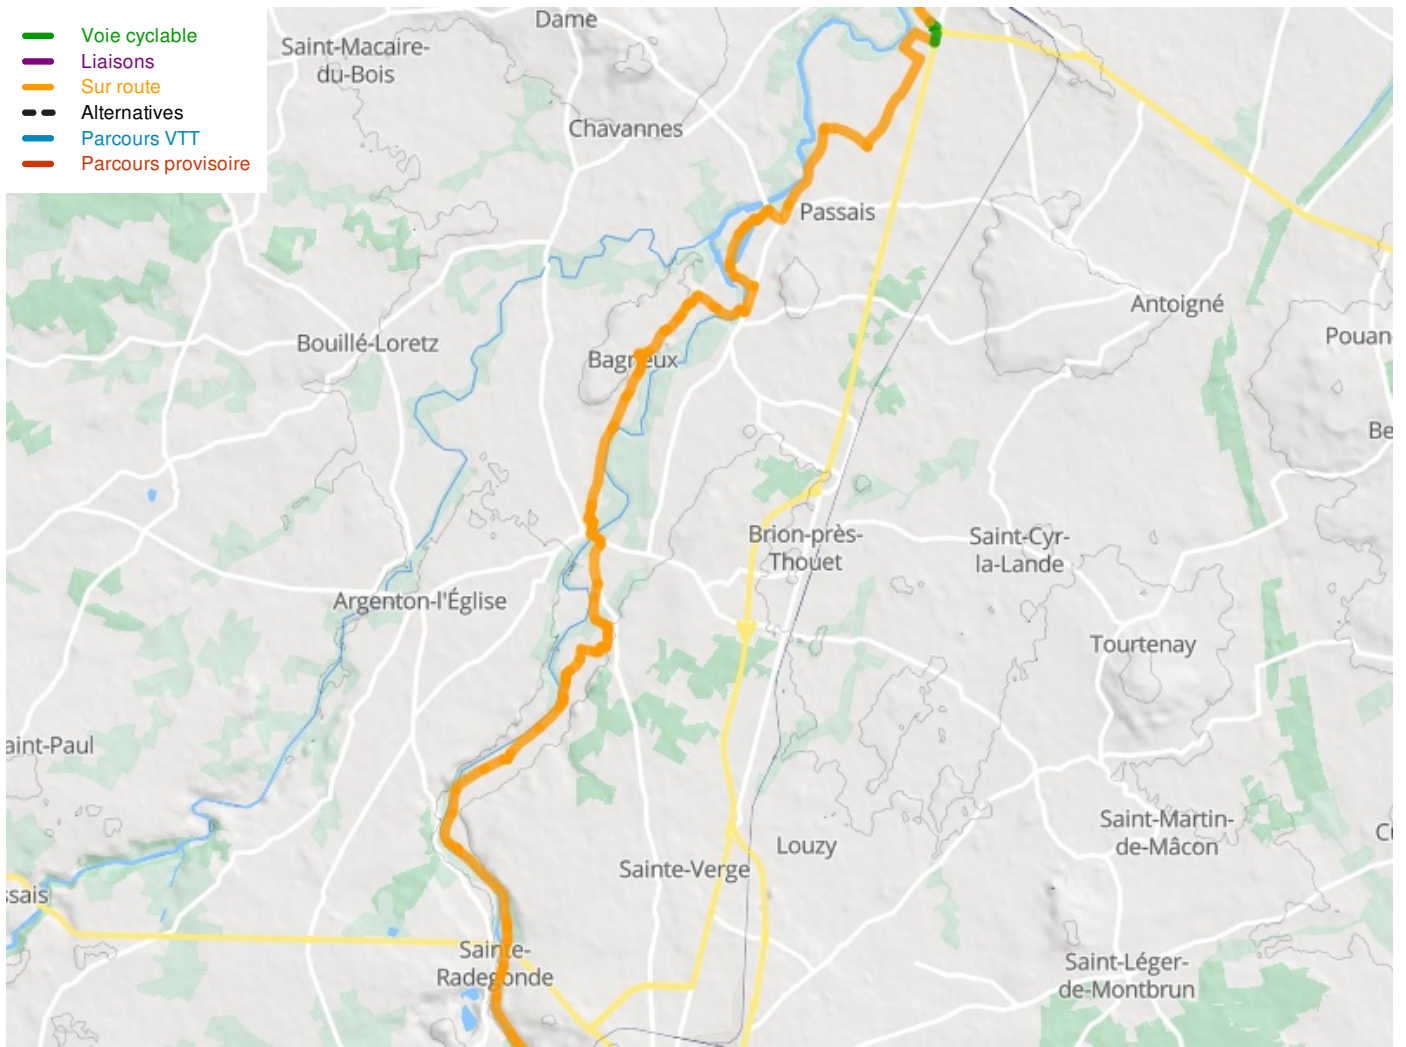 Voie cyclable
Liaisons
Sur route
Alternatives
Parcours VTT
Parcours provisoire
Dame
Saint-Macaire-
du-Bois
Chavannes
Passais
Antoigné
Pouan
Bouillé-Loretz
Bagneux
Be
Brion-près-
Thouet
Saint-Cyr-
la-Lande
Argenton-l'Église
Tourtenay
aint-Paul
Saint-Martin-
de-Mâcon
Louzy
Sainte-Verge
ssais
Sainte-
Radegonde
Saint-Léger-
de-Montbrun